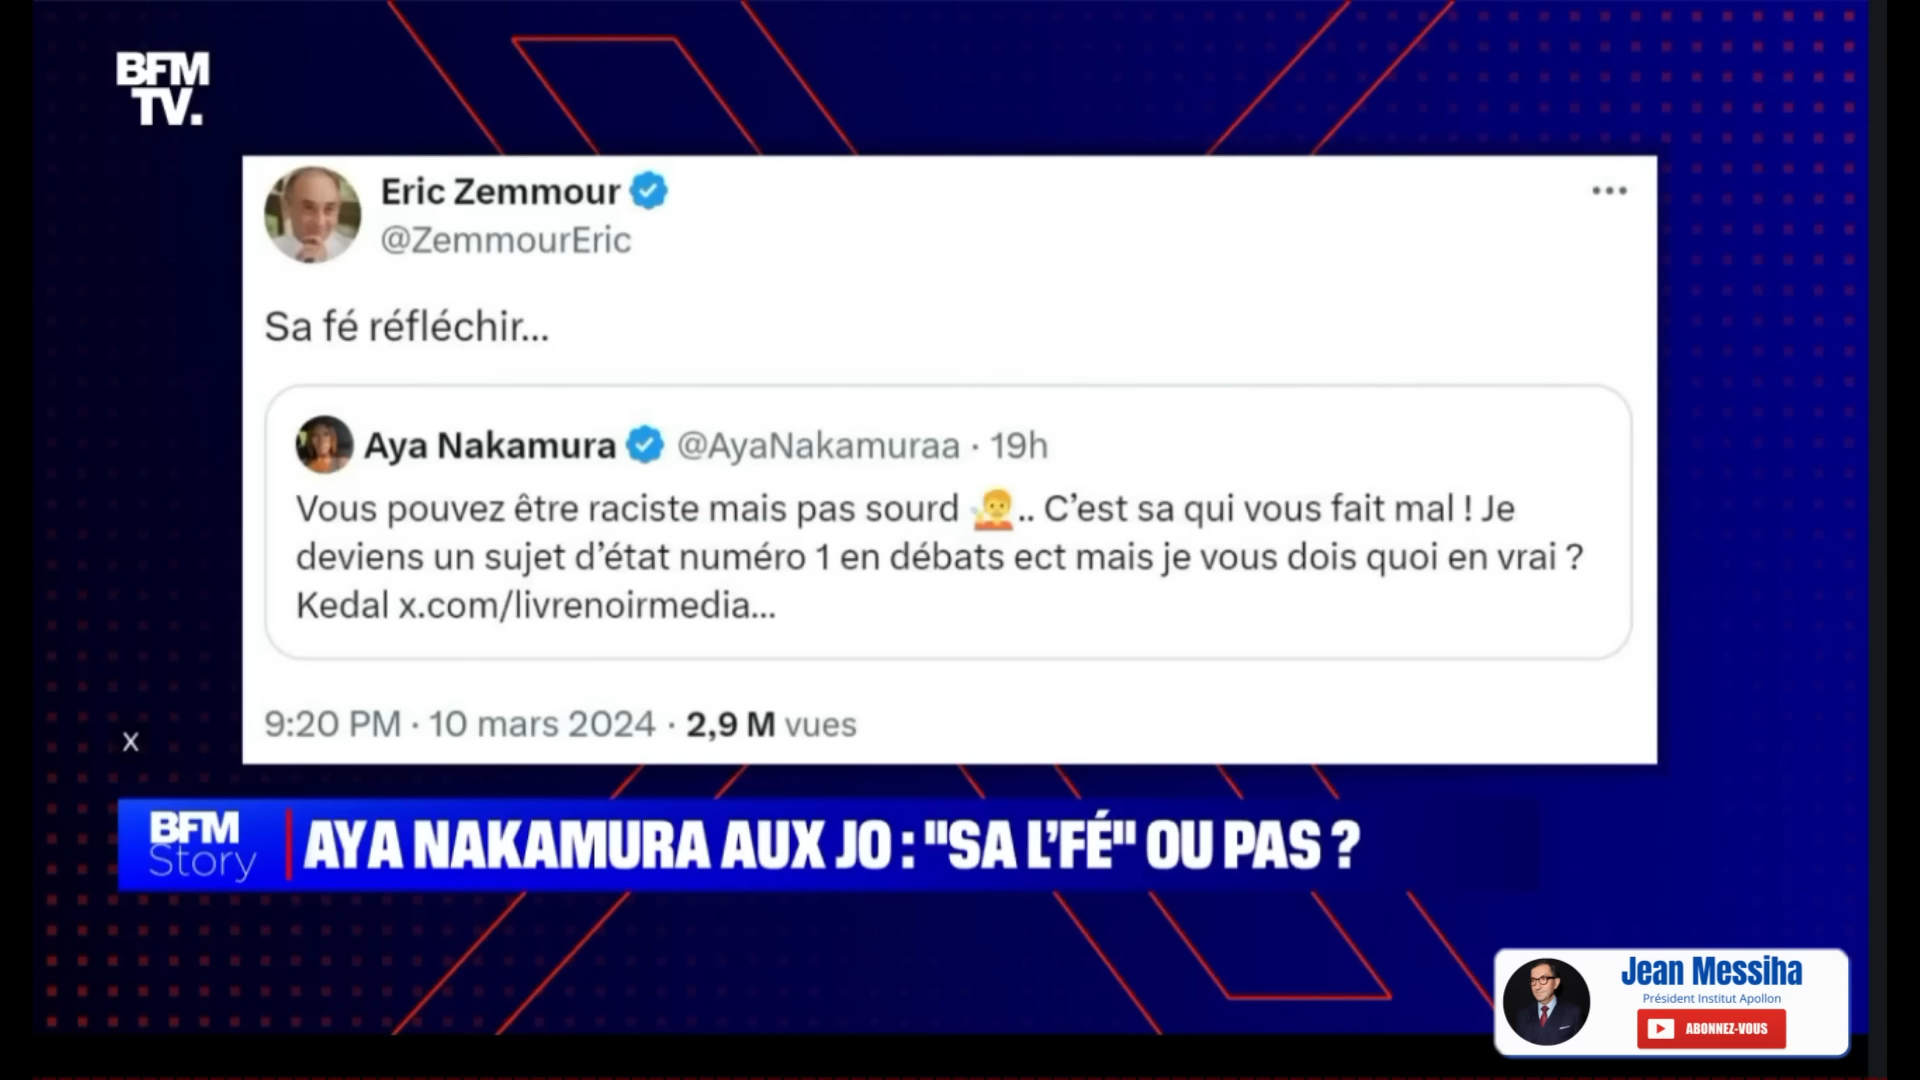 BFM
TV.
Eric Zemmour
@ZemmourEric
Sa fé réfléchir...
Aya Nakamura @AyaNakamuraa · 19h
Vous pouvez être raciste mais pas sourd .. C’est sa qui vous fait mal ! Je
deviens un sujet d’état numéro 1 en débats ect mais je vous dois quoi en vrai ?
Kedal x.com/livrenoirmedia...
9:20 PM · 10 mars 2024 · 2,9 M vues
X
BFM
Story
AYA NAKAMURA AUX JO : "SA L’FÉ" OU PAS ?
Jean Messiha
Président Institut Apollon
ABONNEZ-VOUS